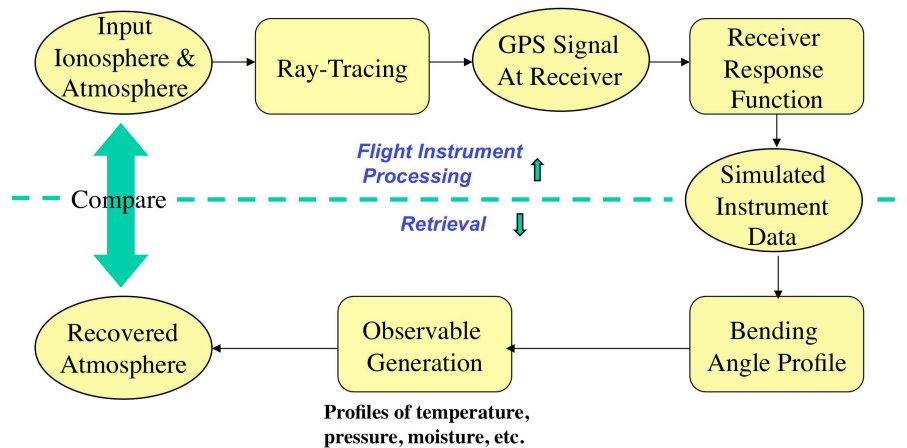 Input
Ionosphere &
Atmosphere
Ray-Tracing
GPS Signal
At Receiver
Receiver
Response
Function
Flight Instrument
Processing
Compare
Retrieval
Simulated
Instrument
Data
Recovered
Atmosphere
Observable
Generation
Bending
Angle Profile
Profiles of temperature,
pressure, moisture, etc.